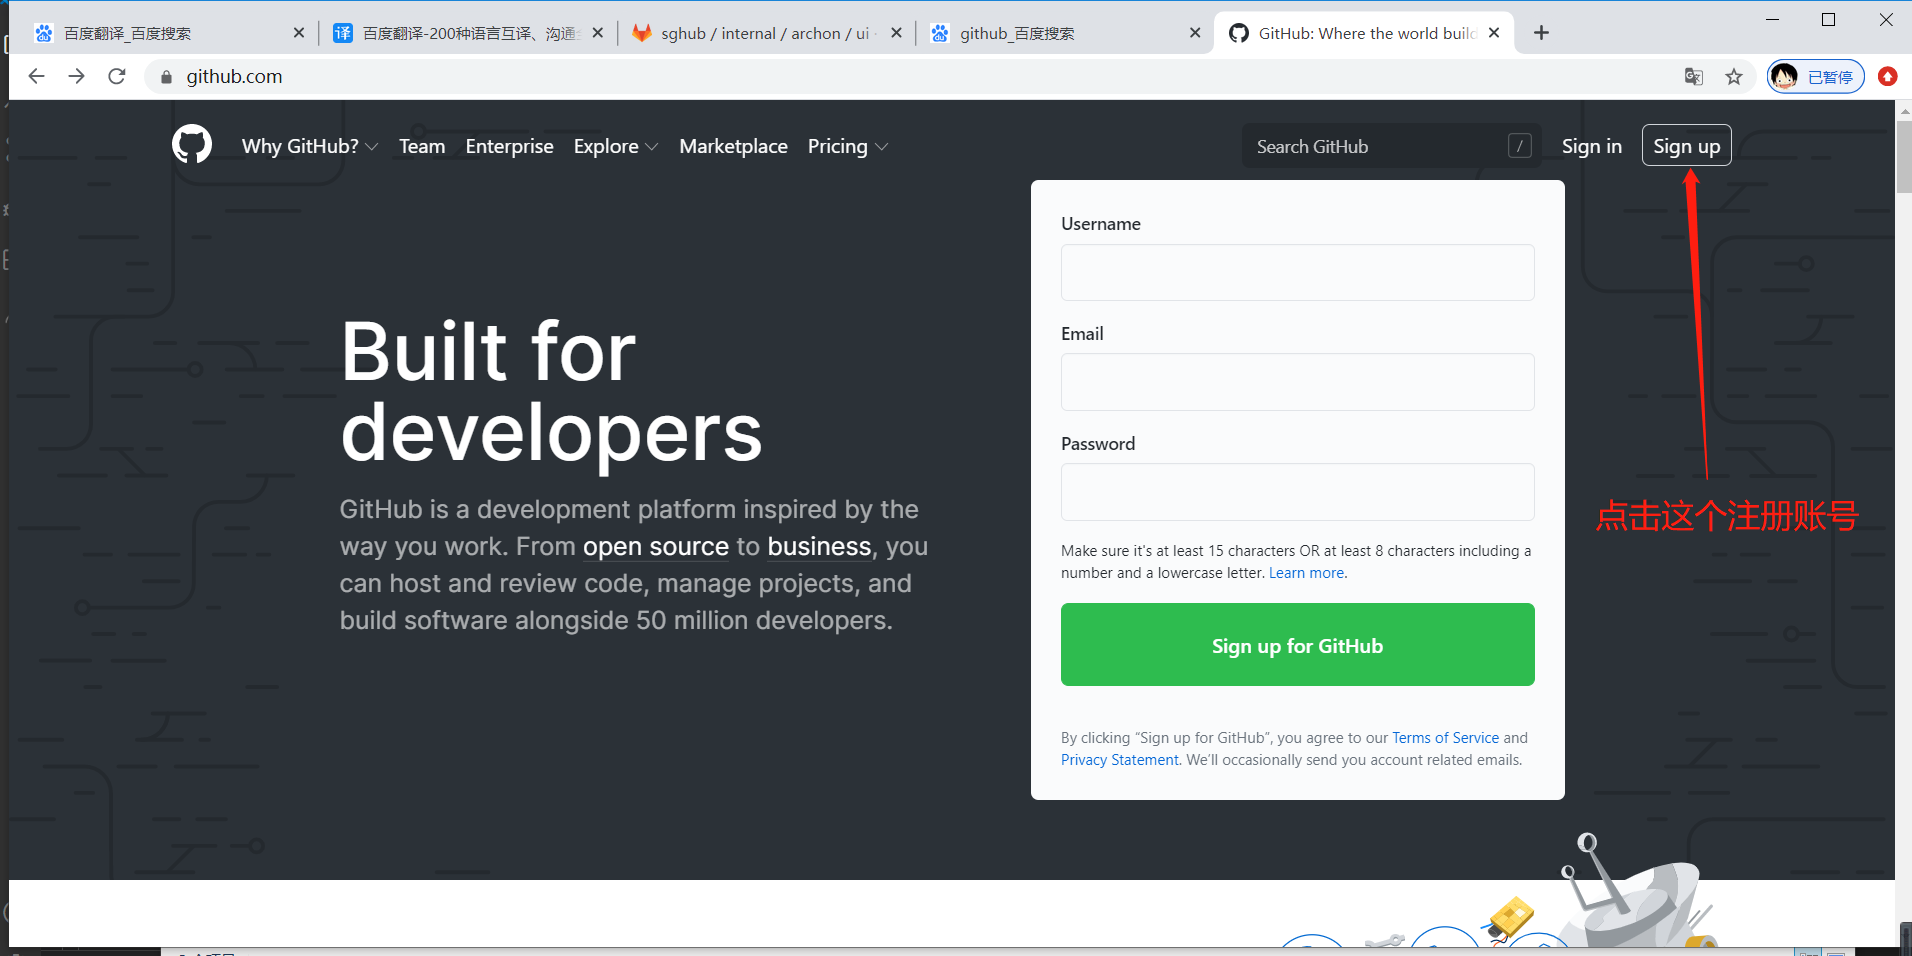 百度翻译_百度搜索
百度翻译-200种语言互译、沟通
sghub / internal / archon / ui
github_百度搜索
GitHub: Where the world build
github.com
已暂停
Why GitHub?
Team
Enterprise
Explore
Marketplace
Pricing
Search GitHub
/
Sign in
Sign up
Username
Email
Password
Make sure it's at least 15 characters OR at least 8 characters including a
number and a lowercase letter. Learn more.
Sign up for GitHub
By clicking “Sign up for GitHub”, you agree to our Terms of Service and
Privacy Statement. We’ll occasionally send you account related emails.
Built for
developers
GitHub is a development platform inspired by the
way you work. From open source to business, you
can host and review code, manage projects, and
build software alongside 50 million developers.
点击这个注册账号